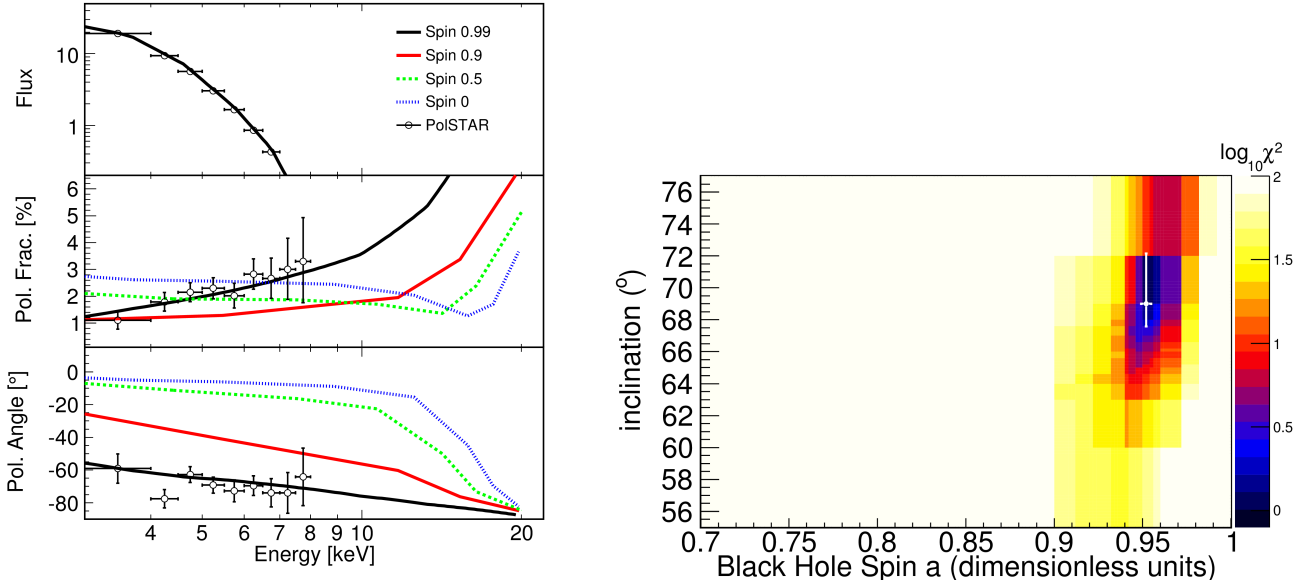 Flux
10
1
Spin 0.99
Spin 0.9
Spin 0.5
Spin 0
PolSTAR
Pol. Frac. [%]
6
5
4
3
2
1
Pol. Angle [°]
0
-20
-40
-60
-80
4 5 6 7 8 9 10 20
Energy [keV]
log10χ²
2
1.5
1
0.5
0
inclination (°)
76
74
72
70
68
66
64
62
60
58
56
0.7 0.75 0.8 0.85 0.9 0.95 1
Black Hole Spin a (dimensionless units)